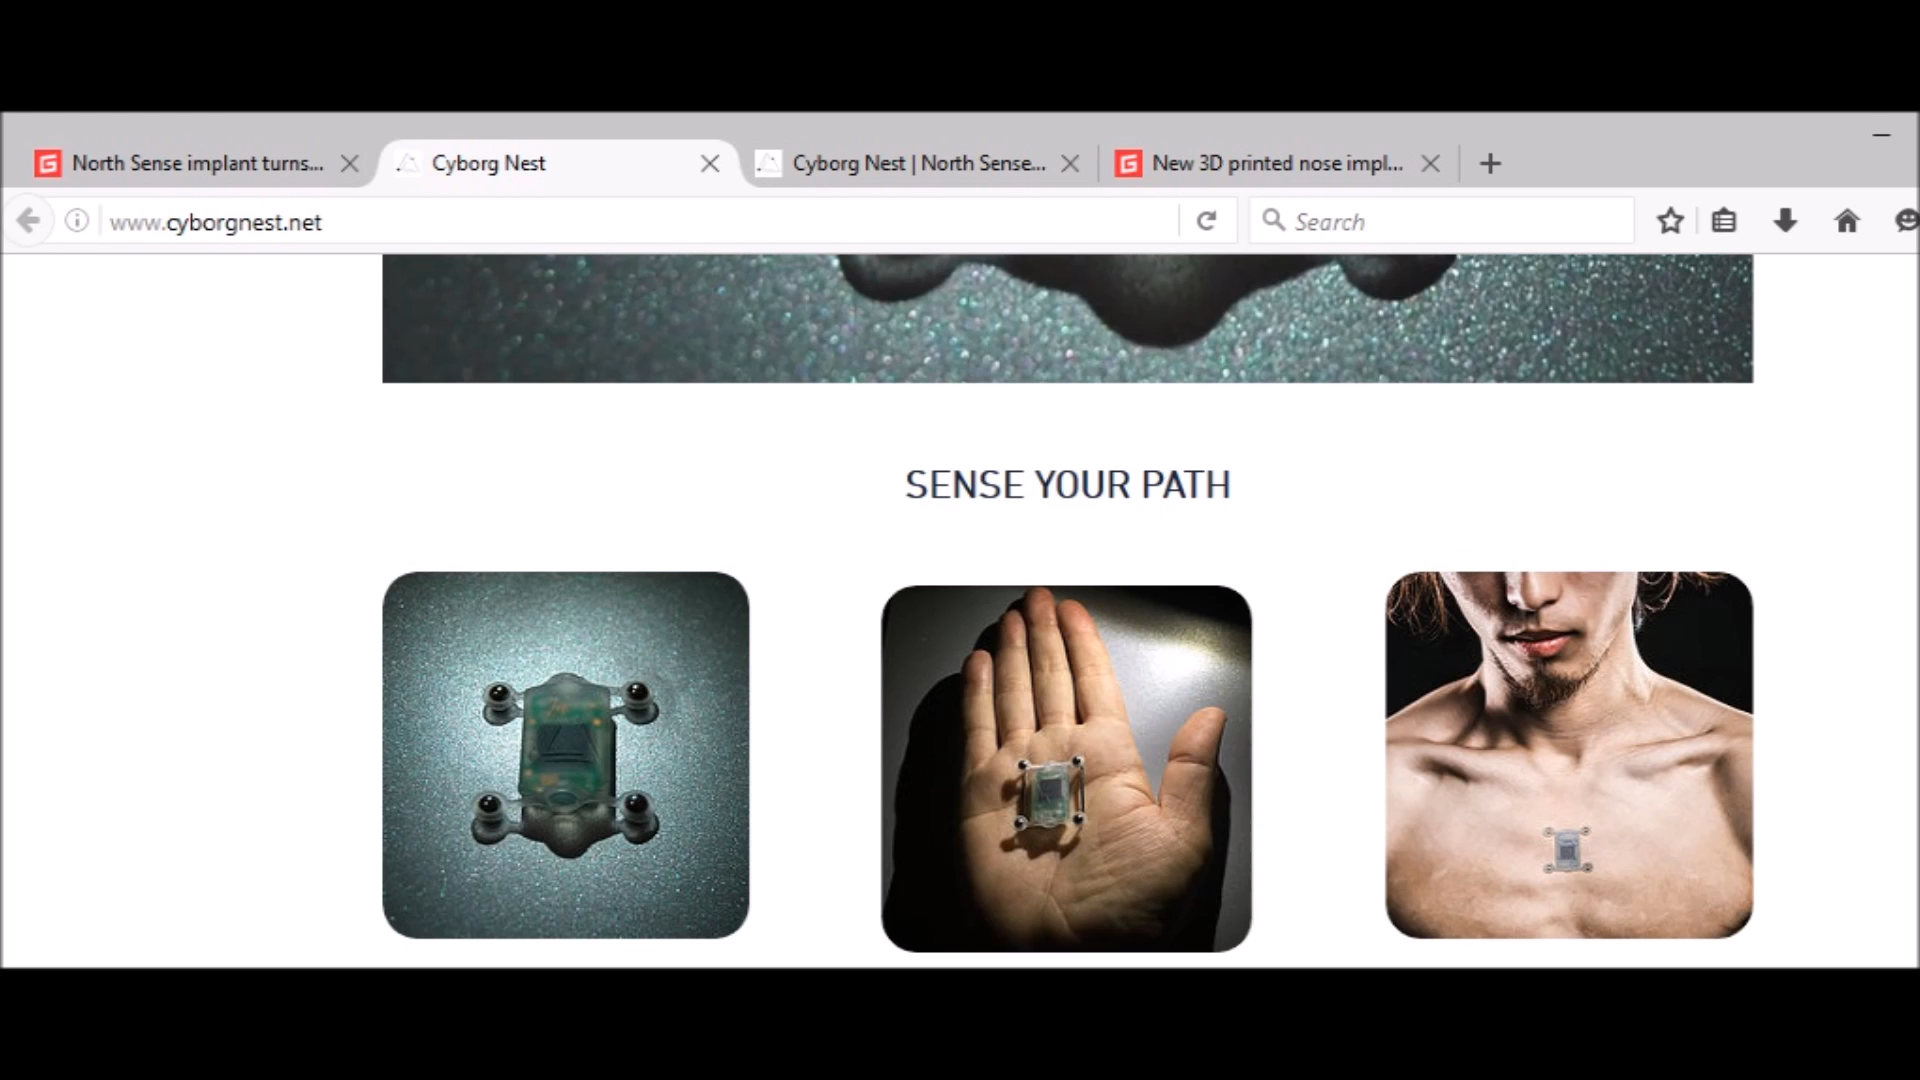 North Sense implant turns...
Cyborg Nest
Cyborg Nest | North Sense...
New 3D printed nose impl...
www.cyborgnest.net
Search
SENSE YOUR PATH